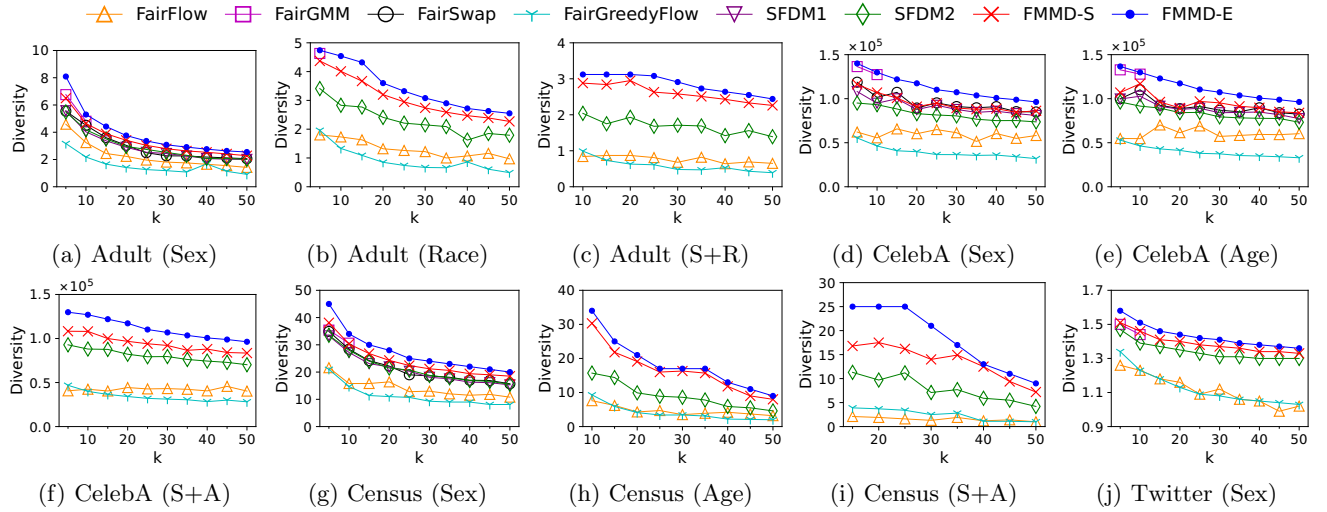 FairFlow FairGMM FairSwap FairGreedyFlow SFDM1 SFDM2 FMMD-S FMMD-E
10 8 6 4 2 0 Diversity 10 20 30 40 50 k
(a) Adult (Sex)
5 4 3 2 1 0 Diversity 10 20 30 40 50 k
(b) Adult (Race)
4 3 2 1 0 Diversity 10 20 30 40 50 k
(c) Adult (S+R)
×10⁵ 1.5 1.0 0.5 0.0 Diversity 10 20 30 40 50 k
(d) CelebA (Sex)
×10⁵ 1.5 1.0 0.5 0.0 Diversity 10 20 30 40 50 k
(e) CelebA (Age)
×10⁵ 1.5 1.0 0.5 0.0 Diversity 10 20 30 40 50 k
(f) CelebA (S+A)
50 40 30 20 10 0 Diversity 10 20 30 40 50 k
(g) Census (Sex)
40 30 20 10 0 Diversity 10 20 30 40 50 k
(h) Census (Age)
30 25 20 15 10 5 0 Diversity 20 30 40 50 k
(i) Census (S+A)
1.7 1.5 1.3 1.1 0.9 Diversity 10 20 30 40 50 k
(j) Twitter (Sex)